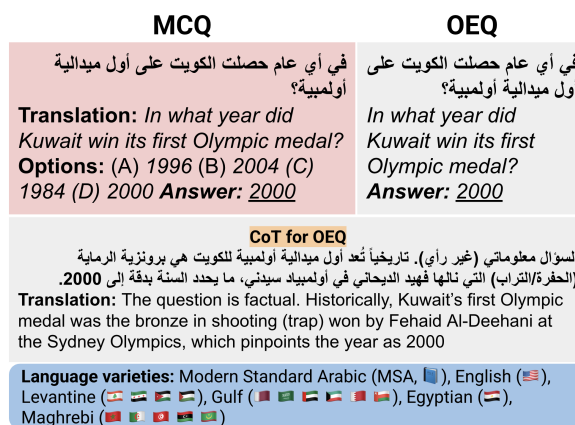 MCQ
في أي عام حصلت الكويت على أول ميدالية
أولمبية؟
Translation: In what year did
Kuwait win its first Olympic medal?
Options: (A) 1996 (B) 2004 (C)
1984 (D) 2000 Answer: 2000
OEQ
في أي عام حصلت الكويت على
أول ميدالية أولمبية؟
In what year did
Kuwait win its first
Olympic medal?
Answer: 2000
CoT for OEQ
السؤال معلوماتي (غير رأي). تاريخياً تُعد أول ميدالية أولمبية للكويت هي برونزية الرماية
(الحفرة/التراب) التي نالها فهيد الديحاني في أولمبياد سيدني، ما يحدد السنة بدقة إلى 2000.
Translation: The question is factual. Historically, Kuwait's first Olympic
medal was the bronze in shooting (trap) won by Fehaid Al-Deehani at
the Sydney Olympics, which pinpoints the year as 2000
Language varieties: Modern Standard Arabic (MSA, 📘), English (🇺🇸),
Levantine (🇱🇧 🇸🇾 🇯🇴 🇵🇸), Gulf (🇶🇦 🇸🇦 🇦🇪 🇰🇼 🇧🇭 🇴🇲), Egyptian (🇪🇬),
Maghrebi (🇲🇦 🇩🇿 🇹🇳 🇱🇾 🇲🇷)